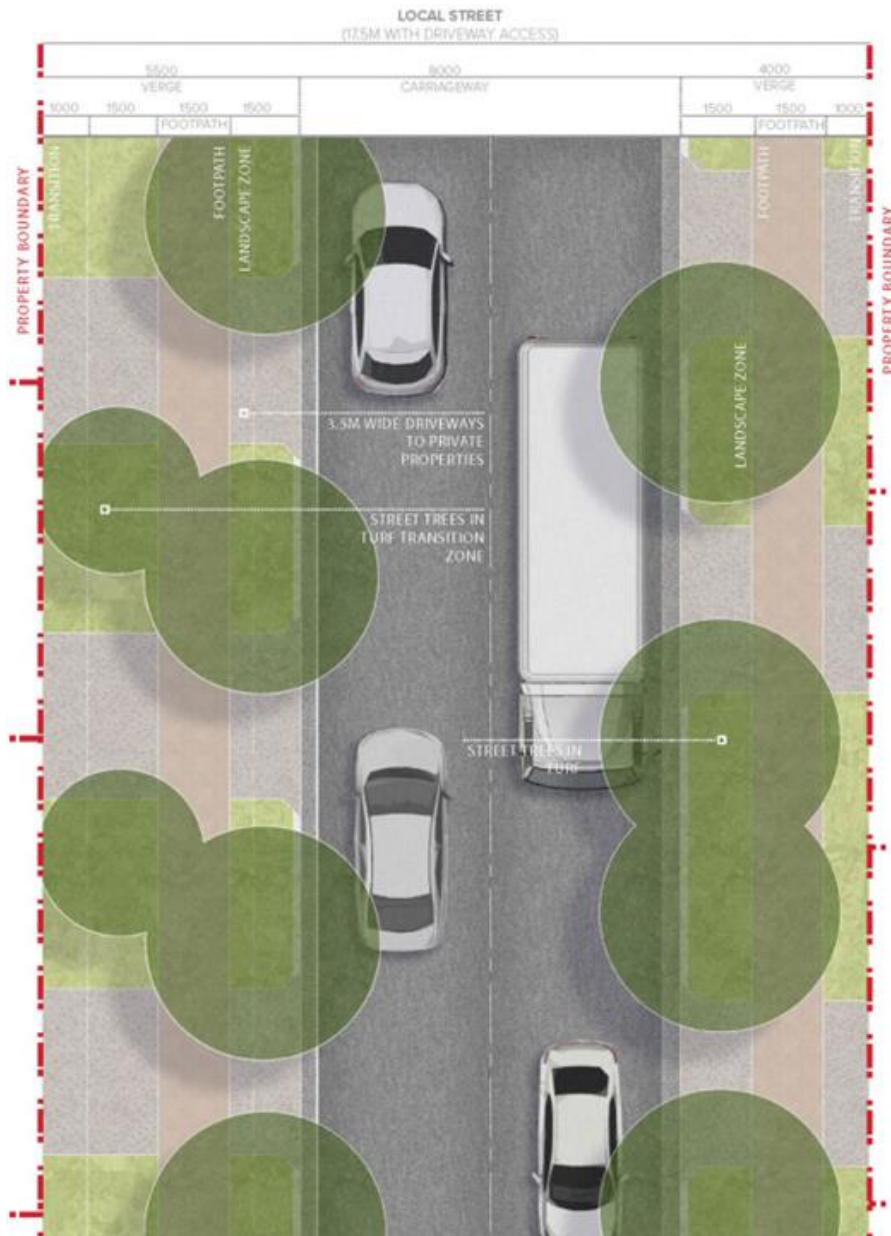 LOCAL STREET
(17.5M WITH DRIVEWAY ACCESS)
5500 8000 4000
VERGE CARRIAGEWAY VERGE
1000 1500 1500 1500 1500 1500 1000
FOOTPATH FOOTPATH
PROPERTY BOUNDARY
TRANSITION
FOOTPATH
LANDSCAPE ZONE
FOOTPATH
TRANSITION
PROPERTY BOUNDARY
LANDSCAPE ZONE
3.5M WIDE DRIVEWAYS
TO PRIVATE
PROPERTIES
STREET TREES IN
TURF TRANSITION
ZONE
STREET TREES IN
TURF